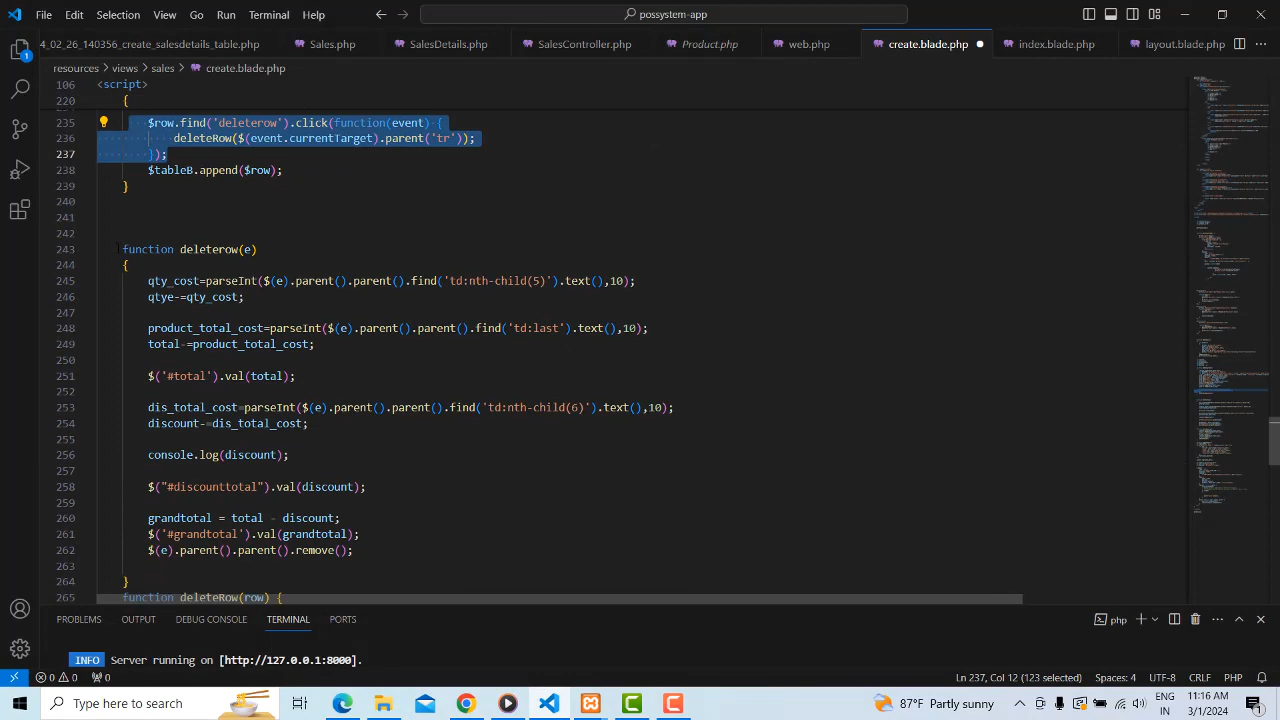 File Edit Selection View Go Run Terminal Help
possystem-app
4_02_26_140356_create_sales_details_table.php Sales.php SalesDetails.php SalesController.php Product.php web.php create.blade.php index.blade.php layout.blade.php
resources > views > sales > create.blade.php
106 <script>
220 {
235 $row.find('deleterow').click(function(event
236 deleteRow($(event.currentTarget).parent('tr'));
237 });
238 $tableB.append($row);
239 }
240
241
242
243 function deleterow(e)
264 {
245 qty_cost=parseInt($(e).parent().parent().find('td:nth-child(5)').text(),10);
246 qtye-=qty_cost;
247
248 product_total_cost=parseInt($(e).parent().parent().find('td:last').text(),10);
249 total-=product_total_cost;
251 $('#total').val(total);
252
253 dis_total_cost=parseInt($(e).parent().parent().find('td:nth-child(6)').text(),10);
254 discount-=dis_total_cost;
455 console.log(discount);
257
258 $("#discounttotal").val(discount);
259
260 grandtotal = total - discount;
261 $('#grandtotal').val(grandtotal);
262 $(e).parent().parent().remove();
263
264 }
265 function deleteRow(row) {
PROBLEMS OUTPUT DEBUG CONSOLE TERMINAL PORTS
php
INFO Server running on [http://127.0.0.1:8000].
0 0 0 Ln 237, Col 12 (123 selected) Spaces: 4 UTF-8 CRLF PHP
Type here to search
87°F Sunny ENG 11:16 AM
IN 3/1/2024